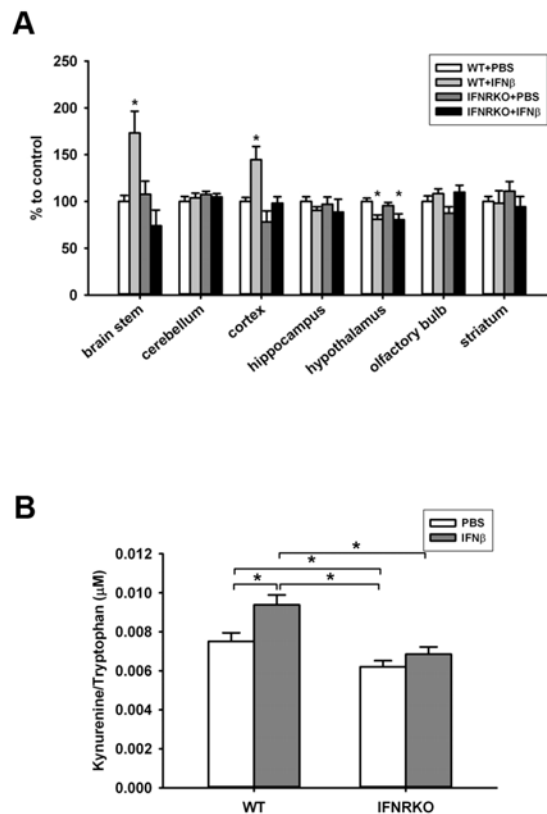 A
WT+PBS
WT+IFNβ
IFNRKO+PBS
IFNRKO+IFNβ
% to control
250
200
150
100
50
0
* * * *
brain stem
cerebellum
cortex
hippocampus
hypothalamus
olfactory bulb
striatum
B
PBS
IFNβ
Kynurenine/Tryptophan (μM)
0.012
0.010
0.008
0.006
0.004
0.002
0.000
*
*
* *
WT IFNRKO